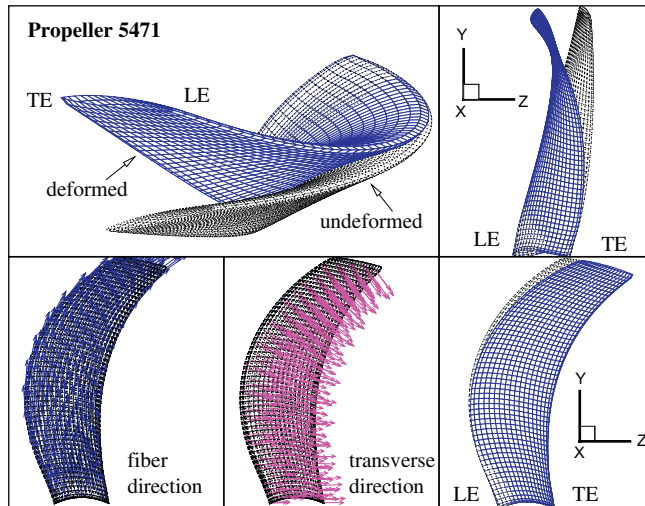 Propeller 5471
TE
LE
deformed
undeformed
Y
X
Z
LE
TE
fiber
direction
transverse
direction
Y
X
Z
LE
TE